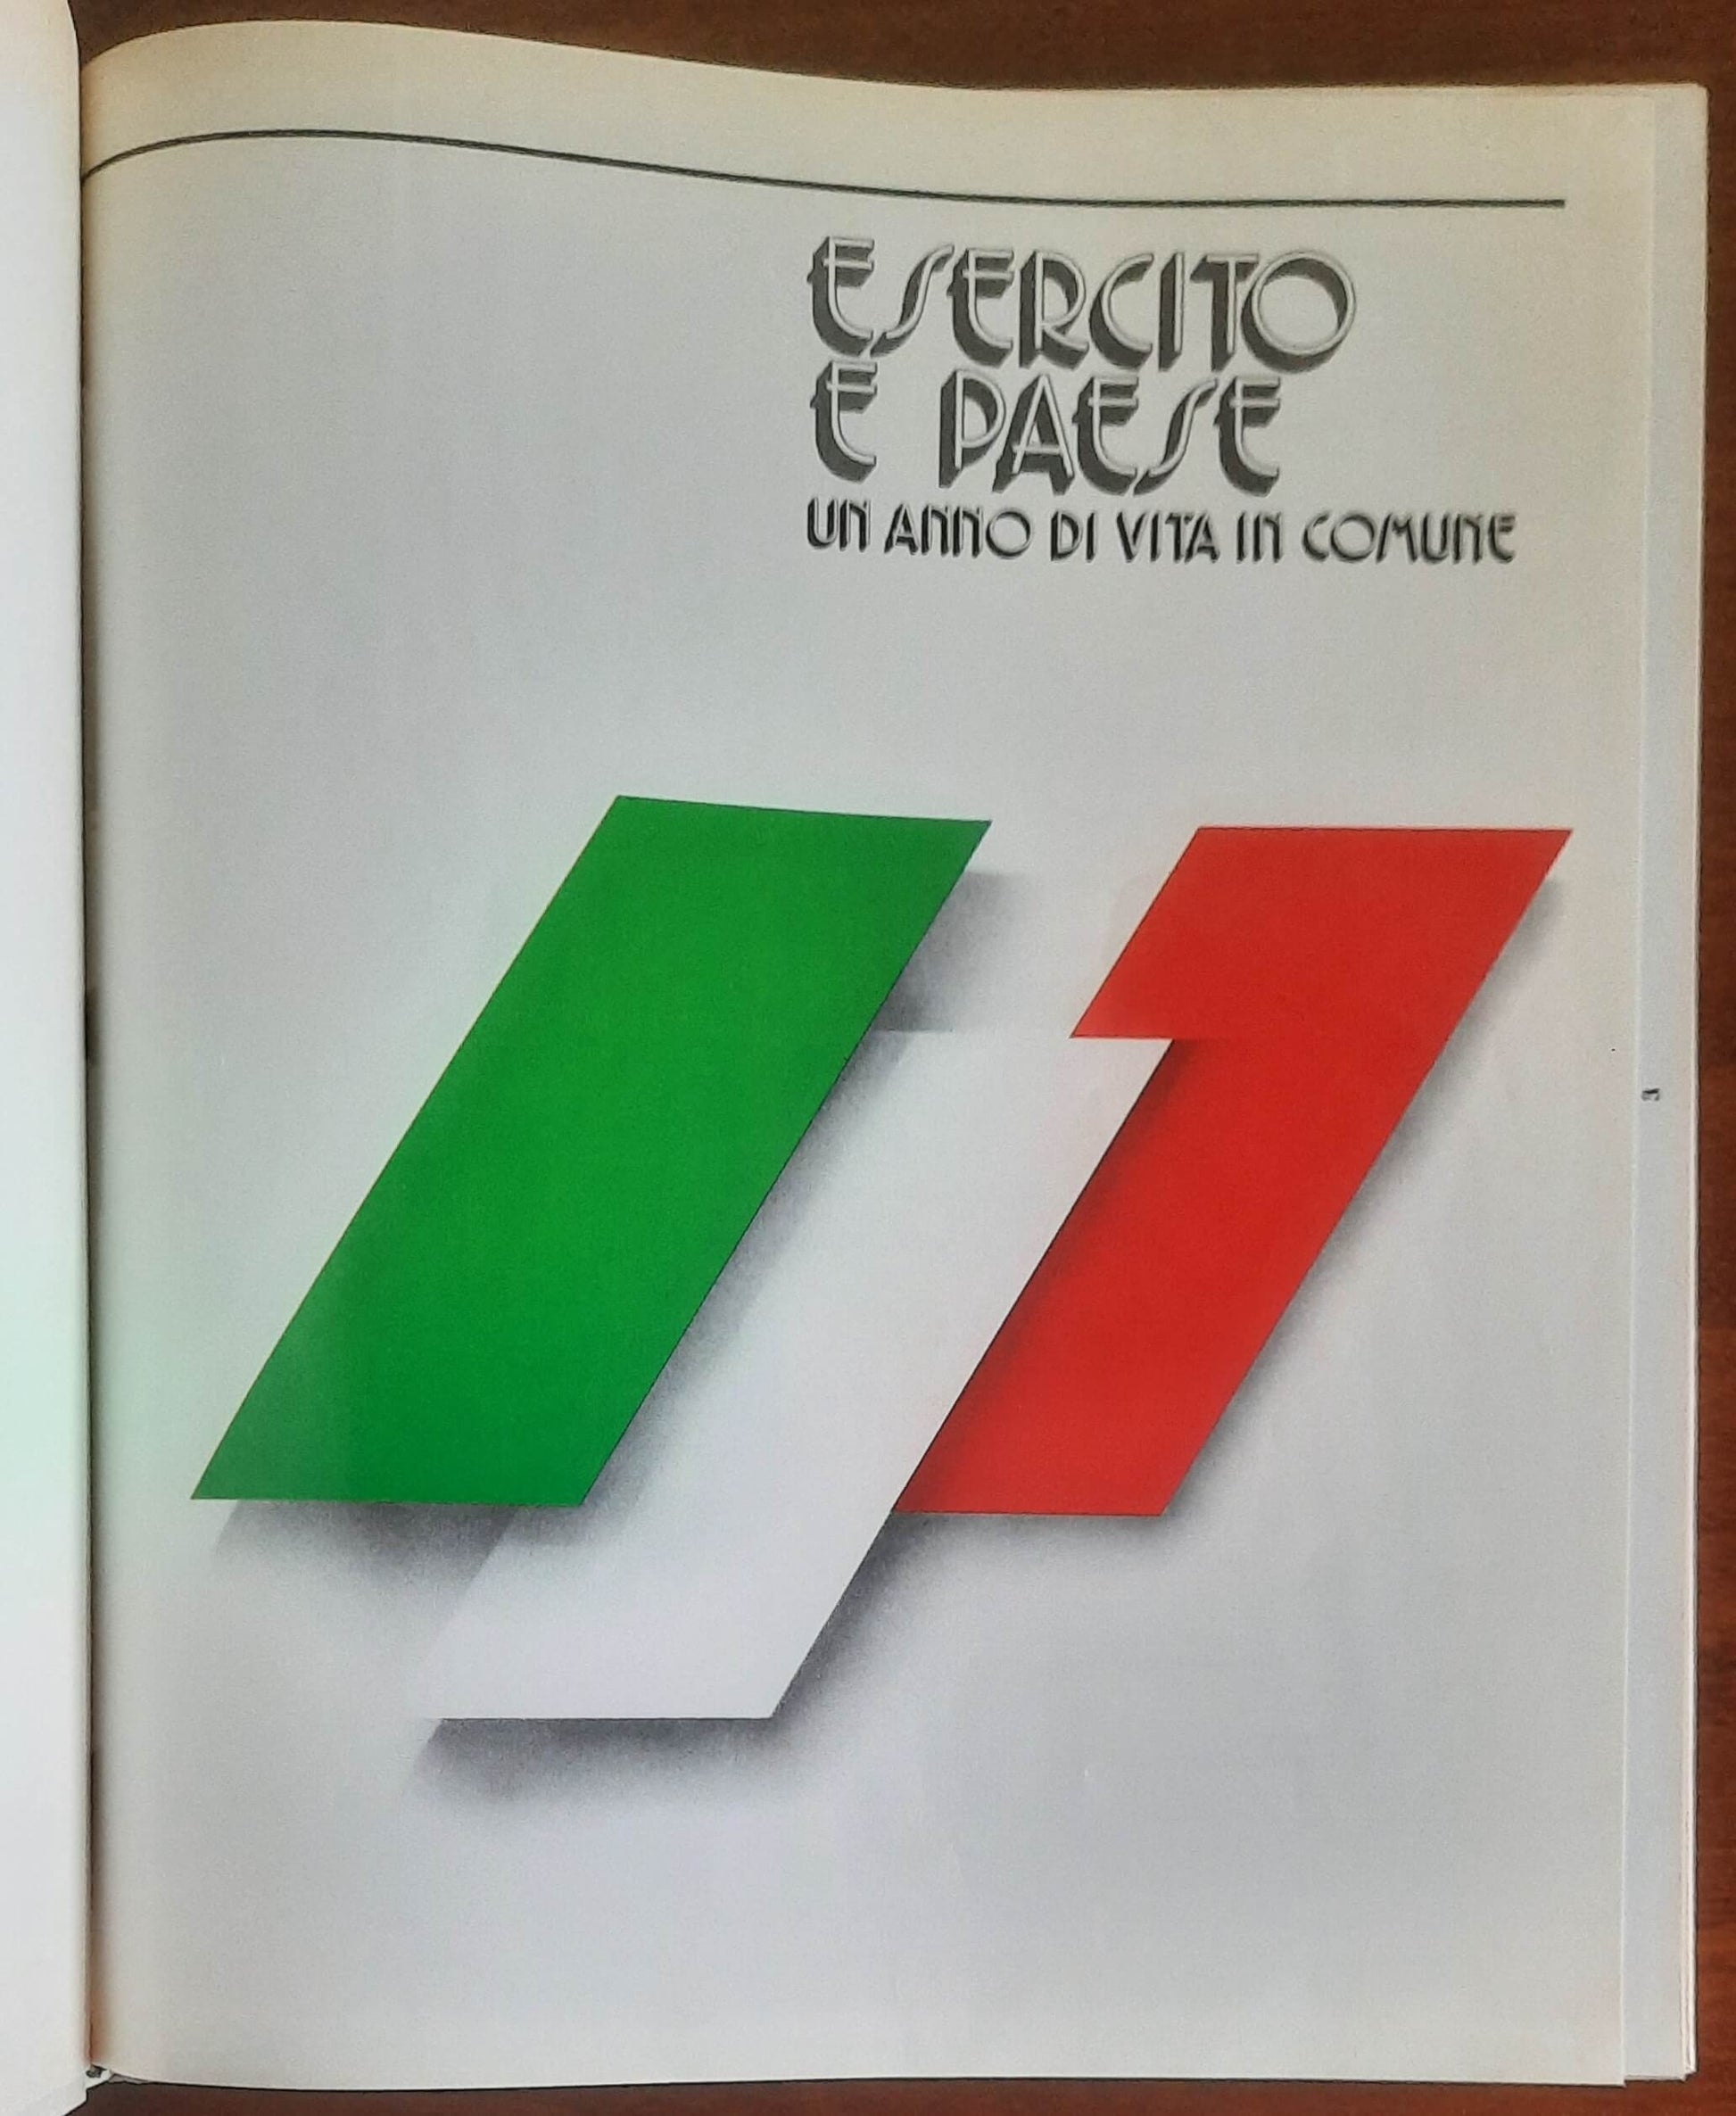 ESERCITO
E PAESE
UN ANNO DI VITA IN COMUNE